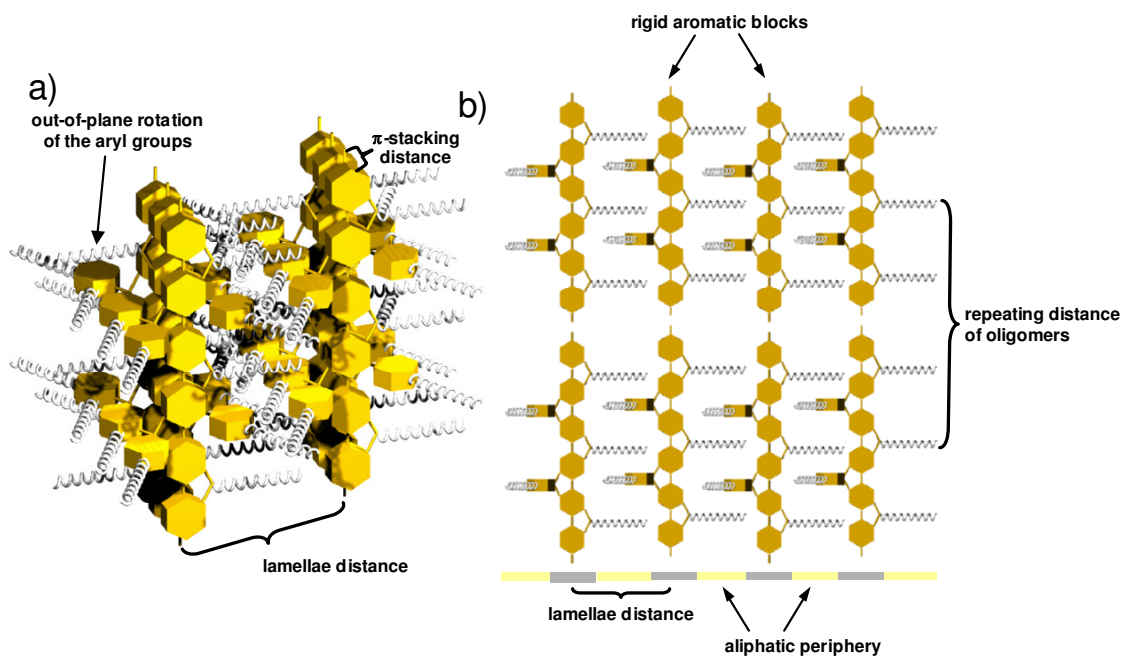 a)
out-of-plane rotation
of the aryl groups
π-stacking
distance
lamellae distance
rigid aromatic blocks
b)
repeating distance
of oligomers
lamellae distance
aliphatic periphery